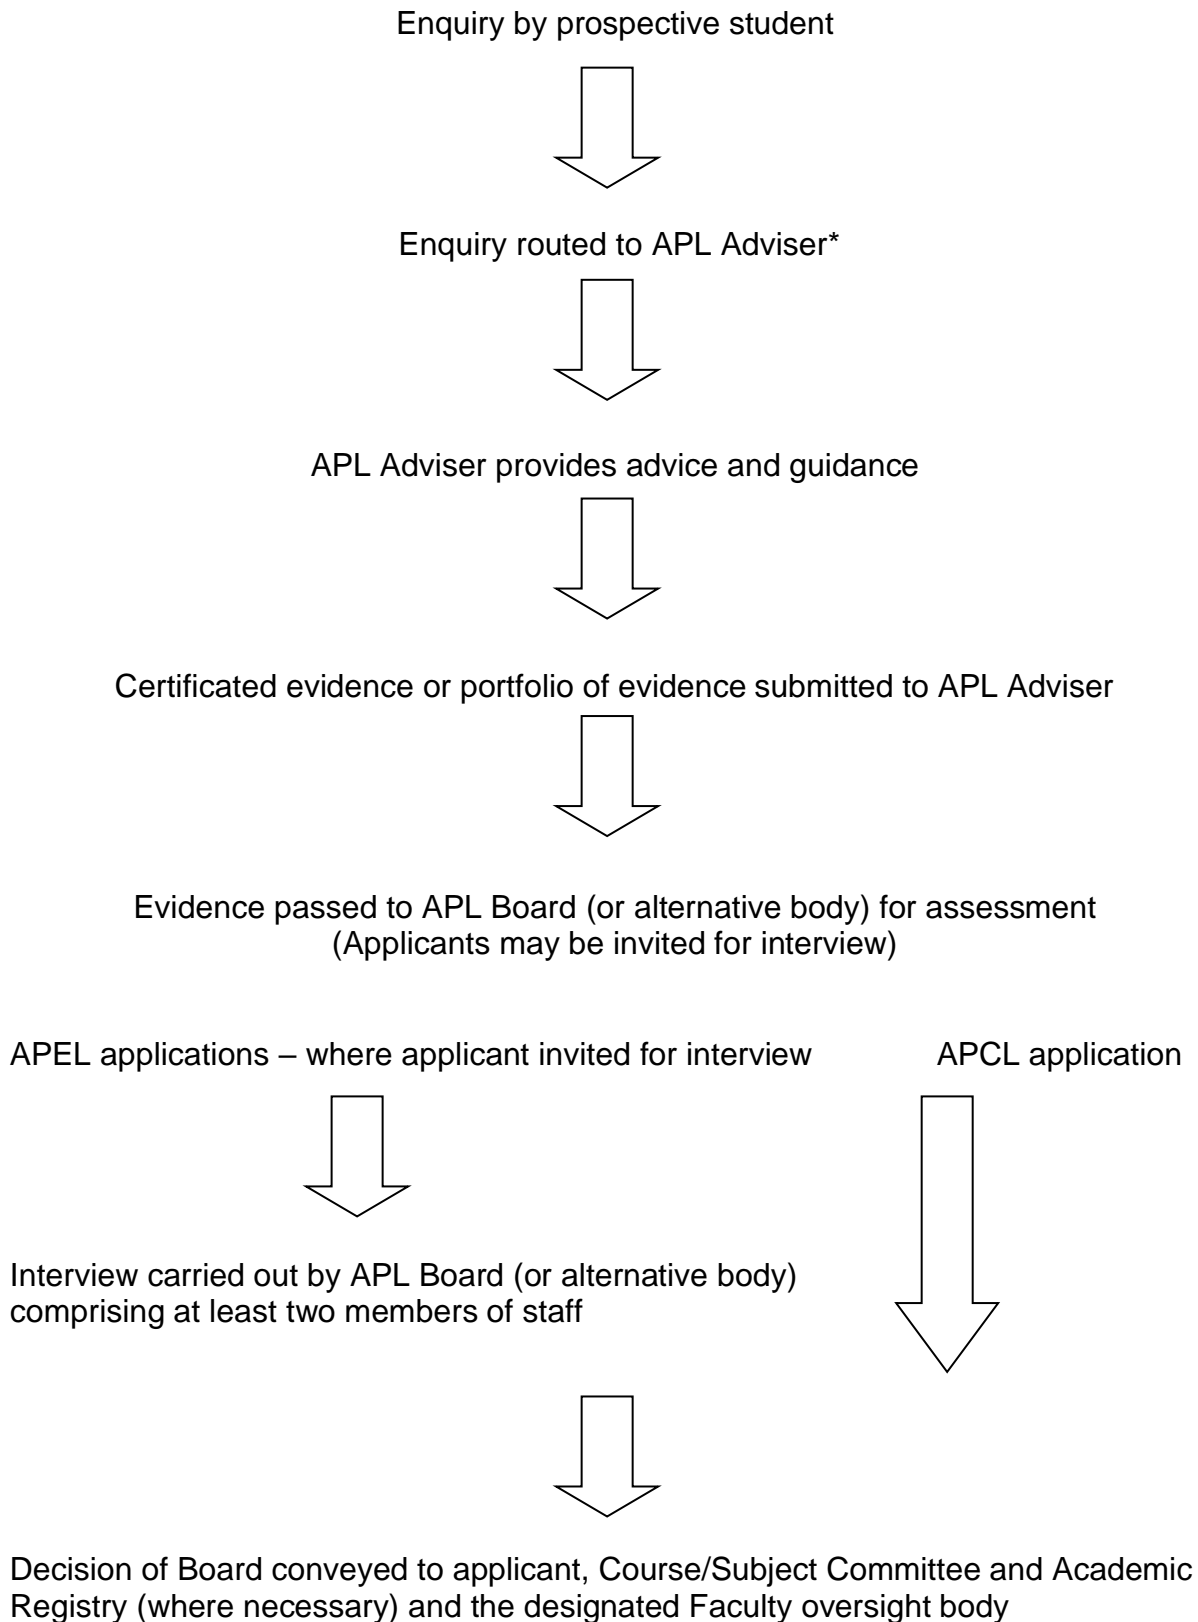 Enquiry by prospective student
Enquiry routed to APL Adviser*
APL Adviser provides advice and guidance
Certificated evidence or portfolio of evidence submitted to APL Adviser
Evidence passed to APL Board (or alternative body) for assessment
(Applicants may be invited for interview)
APEL applications – where applicant invited for interview
APCL application
Interview carried out by APL Board (or alternative body)
comprising at least two members of staff
Decision of Board conveyed to applicant, Course/Subject Committee and Academic
Registry (where necessary) and the designated Faculty oversight body